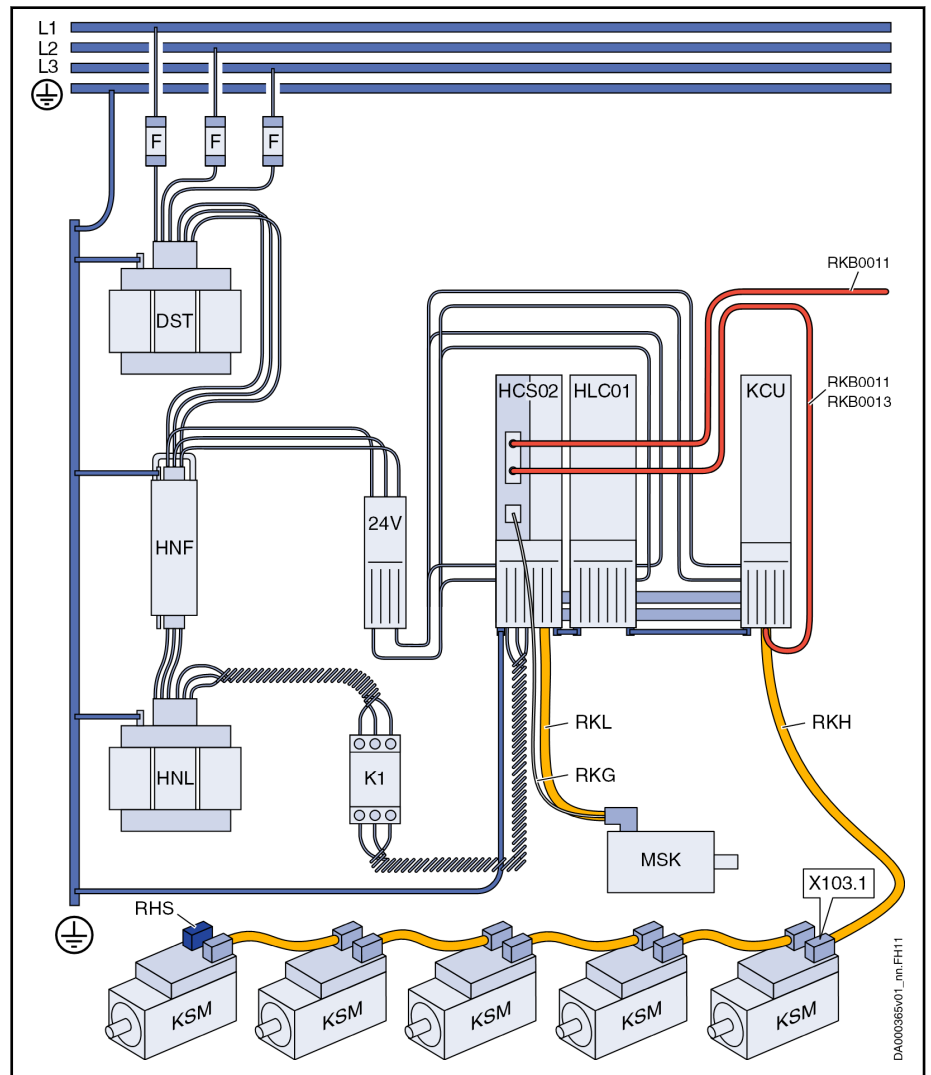 L1
L2
L3
F F F
RKB0011
DST
HCS02 HLC01 KCU
RKB0011
RKB0013
24V
HNF
RKL
RKH
HNL
K1
RKG
MSK
X103.1
RHS
KSM KSM KSM KSM KSM
DA000365v01_nn.FH11